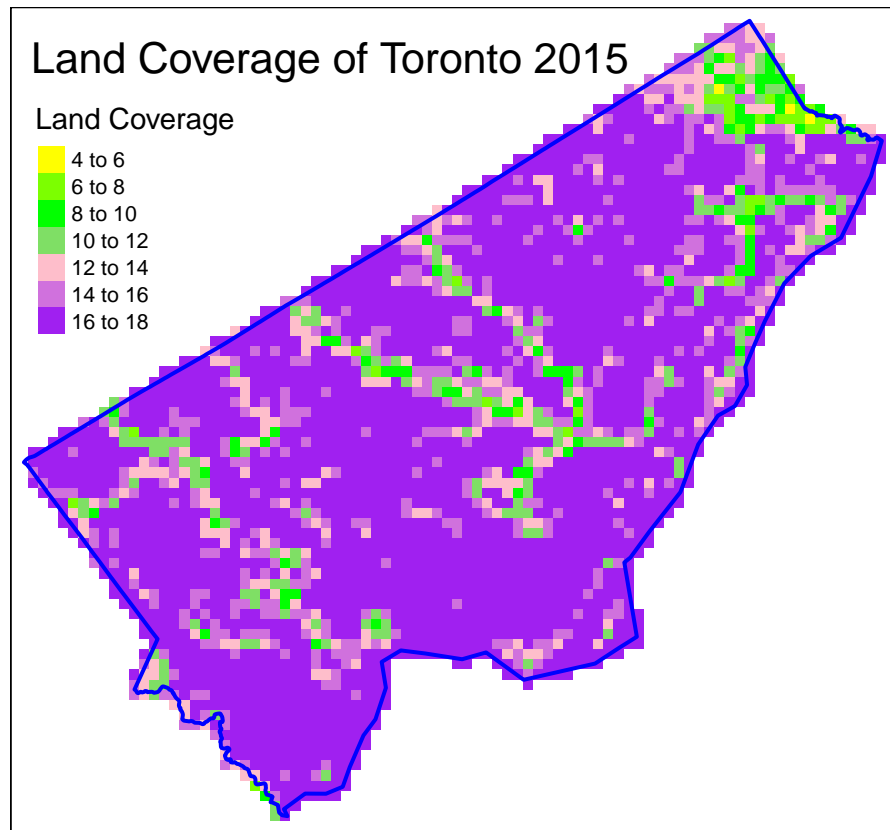 Land Coverage of Toronto 2015
Land Coverage
4 to 6
6 to 8
8 to 10
10 to 12
12 to 14
14 to 16
16 to 18